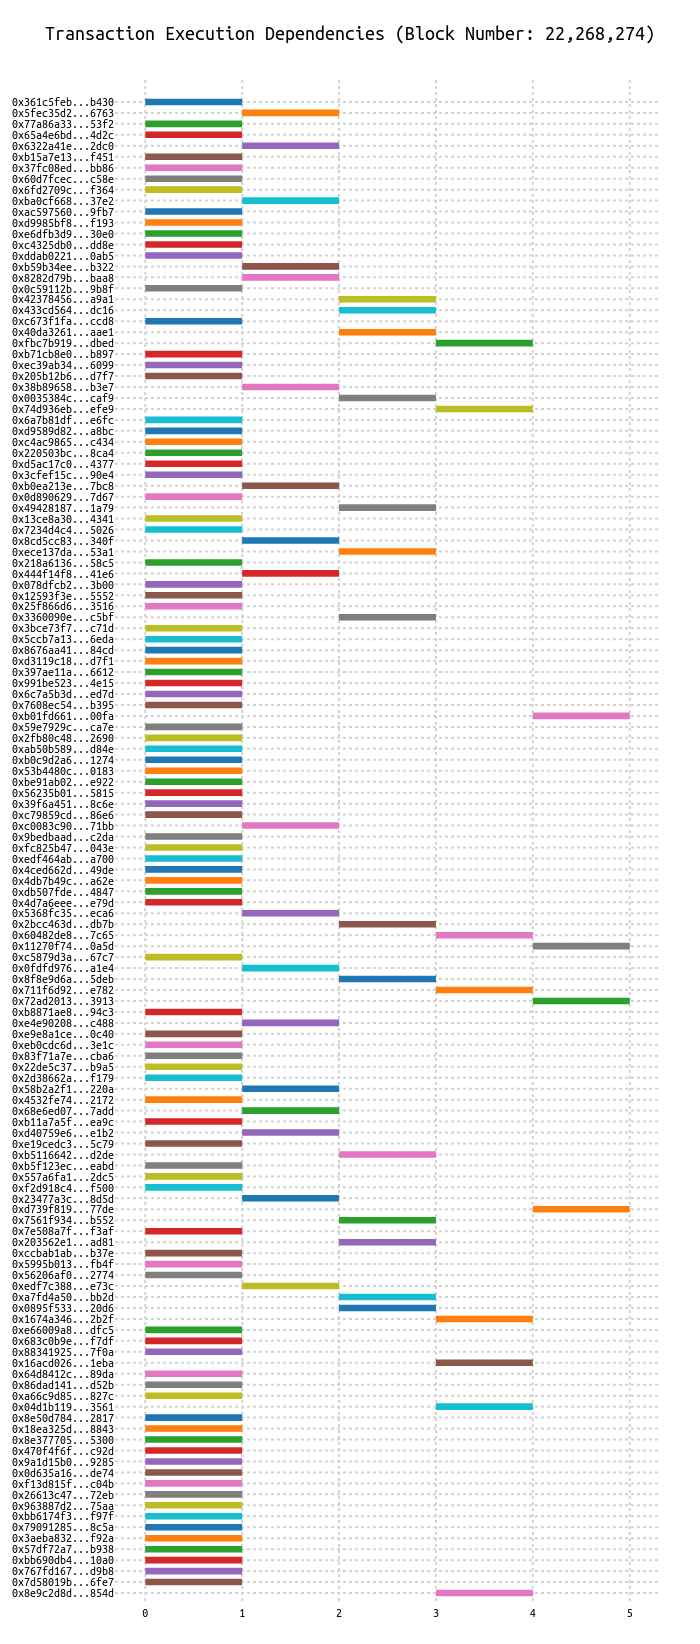 Transaction Execution Dependencies (Block Number: 22,268,274)
0x361c5feb...b430
0x5fec35d2...6763
0x77a86a33...53f2
0x65a4e6bd...4d2c
0x6322a41e...2dc0
0xb15a7e13...f451
0x37fc08ed...bb86
0x60d7fcec...c58e
0x6fd2709c...f364
0xba0cf668...37e2
0xac597560...9fb7
0xd9985bf8...f193
0xe6dfb3d9...30e0
0xc4325db0...dd8e
0xddab0221...0ab5
0xb59b34ee...b322
0x8282d79b...baa8
0x0c59112b...9b8f
0x42378456...a9a1
0x433cd564...dc16
0xc673f1fa...ccd8
0x40da3261...aae1
0xfbc7b919...dbed
0xb71cb8e0...b897
0xec39ab34...6099
0x205b12b6...d7f7
0x38b89658...b3e7
0x0035384c...caf9
0x74d936eb...efe9
0x6a7b81df...e6fc
0xd9589d82...a8bc
0xc4ac9865...c434
0x220503bc...8ca4
0xd5ac17c0...4377
0x3cfef15c...90e4
0xb0ea213e...7bc8
0x0d890629...7d67
0x49428187...1a79
0x13ce8a30...4341
0x7234d4c4...5026
0x8cd5cc83...340f
0xece137da...53a1
0x218a6136...58c5
0x444f14f8...41e6
0x078dfcb2...3b00
0x12593f3e...5552
0x25f866d6...3516
0x3360090e...c5bf
0x3bce73f7...c71d
0x5ccb7a13...6eda
0x8676aa41...84cd
0xd3119c18...d7f1
0x397ae11a...6612
0x991be523...4e15
0x6c7a5b3d...ed7d
0x7608ec54...b395
0xb01fd661...00fa
0x59e7929c...ca7e
0x2fb80c48...2690
0xab50b589...d84e
0xb0c9d2a6...1274
0x53b4480c...0183
0xbe91ab02...e922
0x56235b01...5815
0x39f6a451...8c6e
0xc79859cd...86e6
0xc0083c90...71bb
0x9bedbaad...c2da
0xfc825b47...043e
0xedf464ab...a700
0x4ced662d...49de
0x4db7b49c...a62e
0xdb507fde...4847
0x4d7a6eee...e79d
0x5368fc35...eca6
0x2bcc463d...db7b
0x60482de8...7c65
0x11270f74...0a5d
0xc5879d3a...67c7
0x0fdfd976...a1e4
0x8f8e9d6a...5deb
0x711f6d92...e782
0x72ad2013...3913
0xb8871ae8...94c3
0xe4e90208...c488
0xe9e8a1ce...0c40
0xeb0cdc6d...3e1c
0x83f71a7e...cba6
0x22de5c37...b9a5
0x2d38662a...f179
0x58b2a2f1...220a
0x4532fe74...2172
0x68e6ed07...7add
0xb11a7a5f...ea9c
0xd40759e6...e1b2
0xe19cedc3...5c79
0xb5116642...d2de
0xb5f123ec...eabd
0x557a6fa1...2dc5
0xf2d918c4...f500
0x23477a3c...8d5d
0xd739f819...77de
0x7561f934...b552
0x7e508a7f...f3af
0x203562e1...ad81
0xccbab1ab...b37e
0x5995b013...fb4f
0x56206af0...2774
0xedf7c388...e73c
0xa7fd4a50...bb2d
0x0895f533...20d6
0x1674a346...2b2f
0xe66009a8...dfc5
0x683c0b9e...f7df
0x88341925...7f0a
0x16acd026...1eba
0x64d8412c...89da
0x86dad141...d52b
0xa66c9d85...827c
0x04d1b119...3561
0x8e50d784...2817
0x18ea325d...8843
0x8e377705...5300
0x470f4f6f...c92d
0x9a1d15b0...9285
0x0d635a16...de74
0xf13d815f...c04b
0x26613c47...72eb
0x963887d2...75aa
0xbb6174f3...f97f
0x79091285...8c5a
0x3aeba832...f92a
0x57df72a7...b938
0xbb690db4...10a0
0x767fd167...d9b8
0x7d58019b...6fe7
0x8e9c2d8d...854d
0 1 2 3 4 5